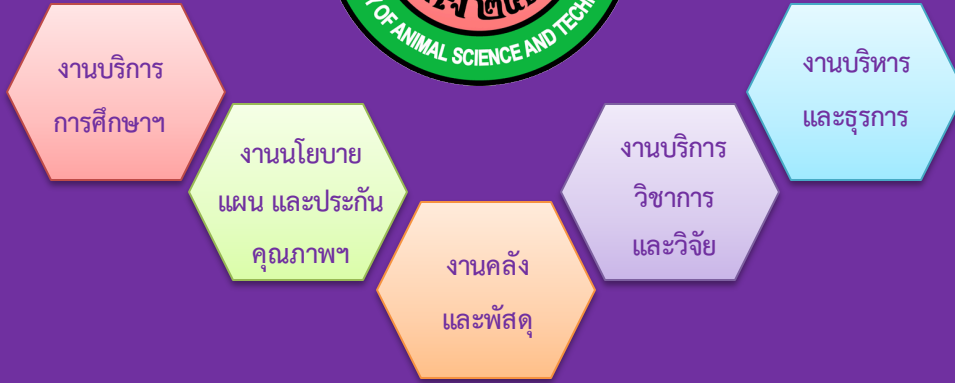 OF ANIMAL SCIENCE AND
งานบริการ
การศึกษาฯ
งานนโยบาย
แผน และประกัน
คุณภาพฯ
งานคลัง
และพัสดุ
งานบริการ
วิชาการ
และวิจัย
งานบริหาร
และธุรการ